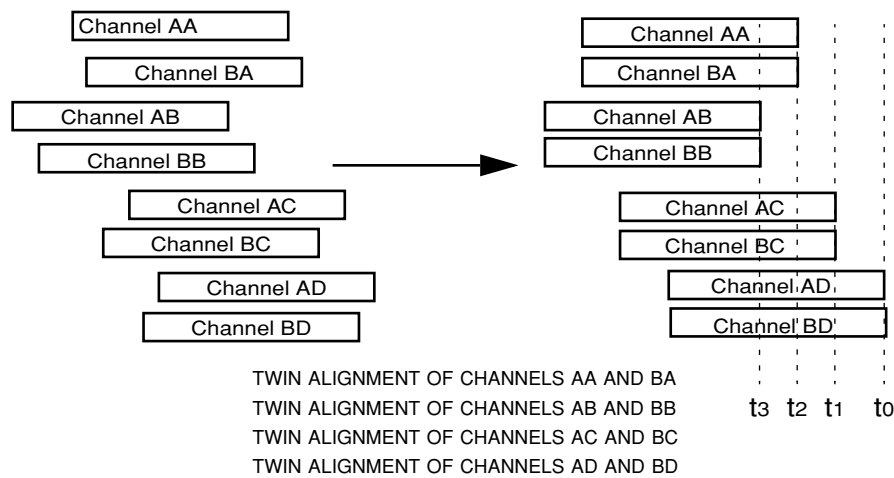 Channel AA
Channel BA
Channel AB
Channel BB
Channel AC
Channel BC
Channel AD
Channel BD
Channel AA
Channel BA
Channel AB
Channel BB
Channel AC
Channel BC
Channel AD
Channel BD
TWIN ALIGNMENT OF CHANNELS AA AND BA
TWIN ALIGNMENT OF CHANNELS AB AND BB
TWIN ALIGNMENT OF CHANNELS AC AND BC
TWIN ALIGNMENT OF CHANNELS AD AND BD
t3 t2 t1 t0